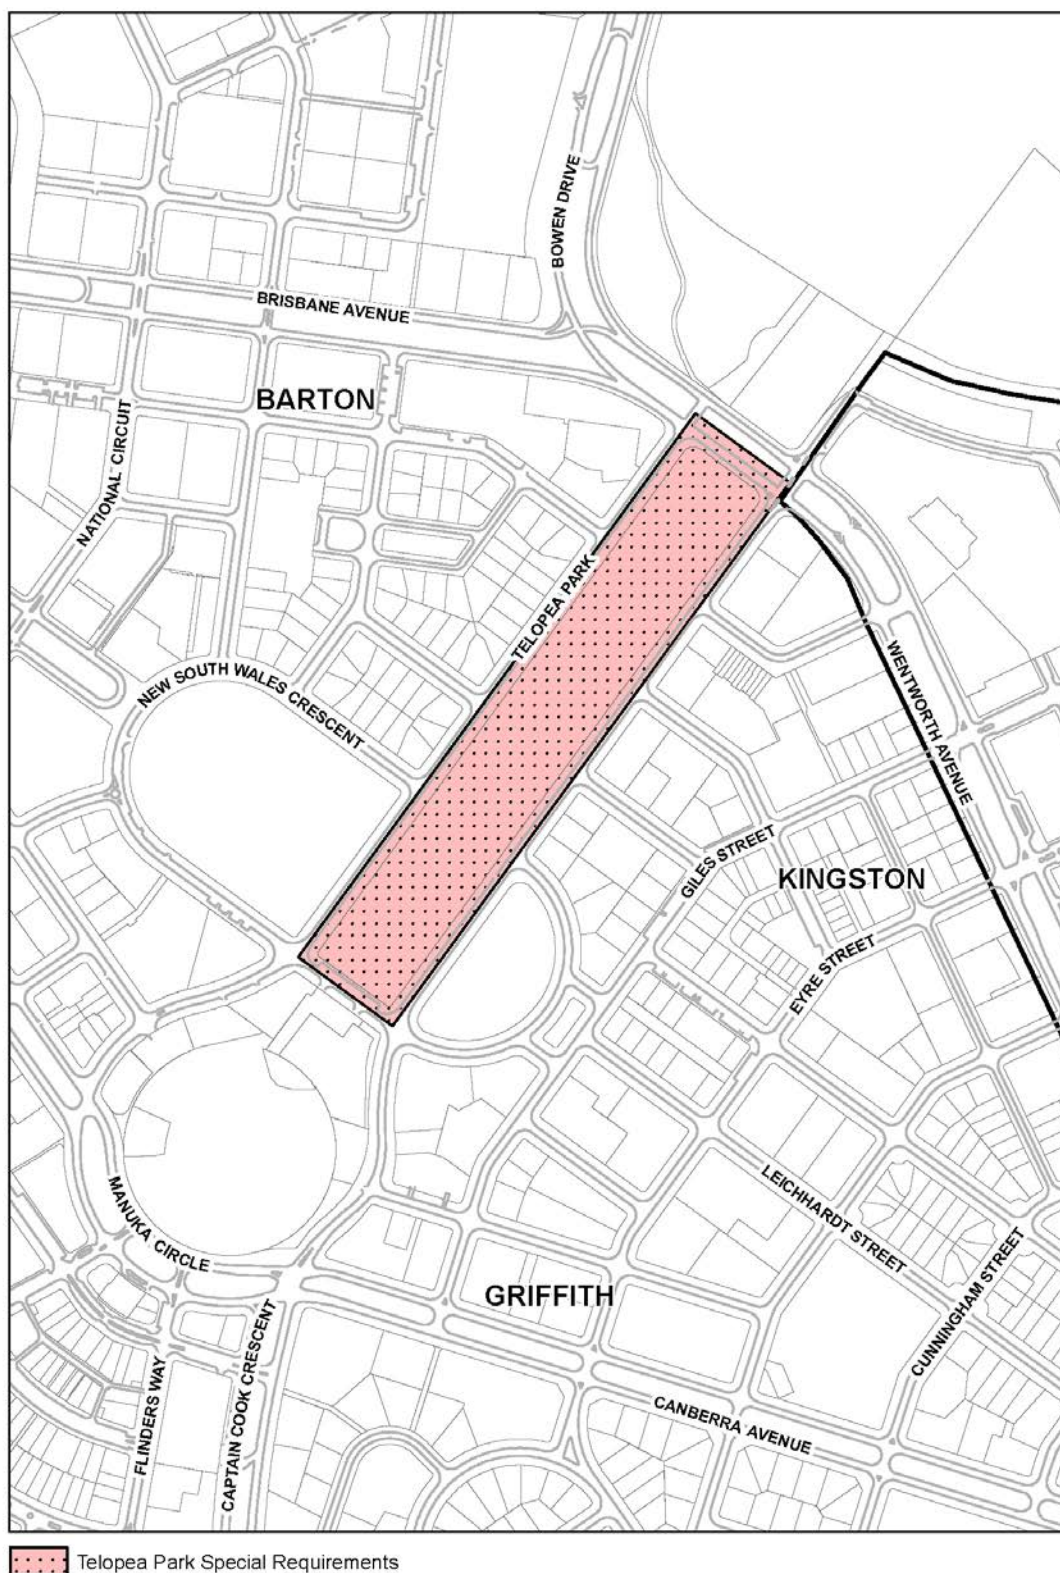 BOWEN DRIVE
BRISBANE AVENUE
BARTON
NATIONAL CIRCUIT
TELOPEA PARK
NEW SOUTH WALES CRESCENT
WENTWORTH AVENUE
GILES STREET
KINGSTON
EYRE STREET
LEICHHARDT STREET
MANUKA CIRCLE
CUNNINGHAM STREET
GRIFFITH
CAPTAIN COOK CRESCENT
FLINDERS WAY
CANBERRA AVENUE
Telopea Park Special Requirements